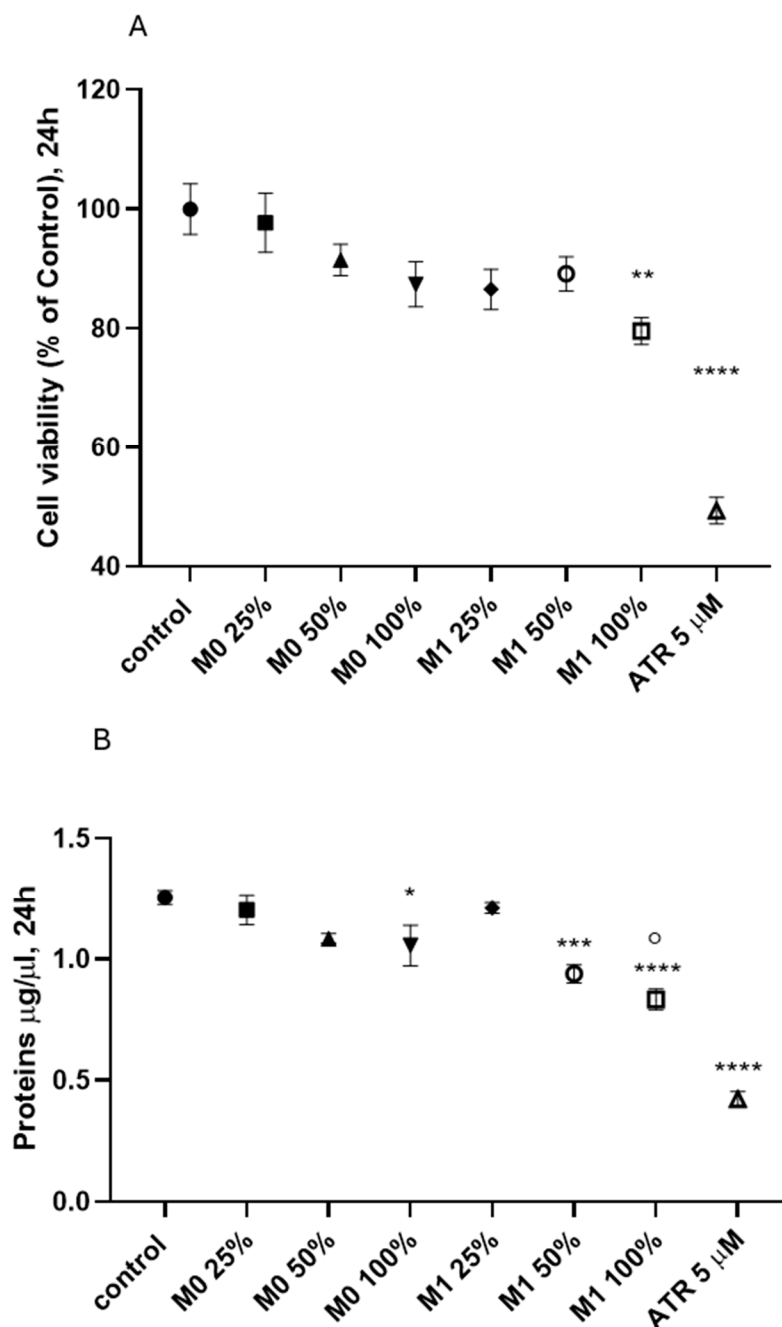 A
Cell viability (% of Control), 24h
120
100
80
60
40
**
****
control
M0 25%
M0 50%
M0 100%
M1 25%
M1 50%
M1 100%
ATR 5 μM
B
Proteins μg/μl, 24h
1.5
1.0
0.5
0.0
*
***
****
****
control
M0 25%
M0 50%
M0 100%
M1 25%
M1 50%
M1 100%
ATR 5 μM